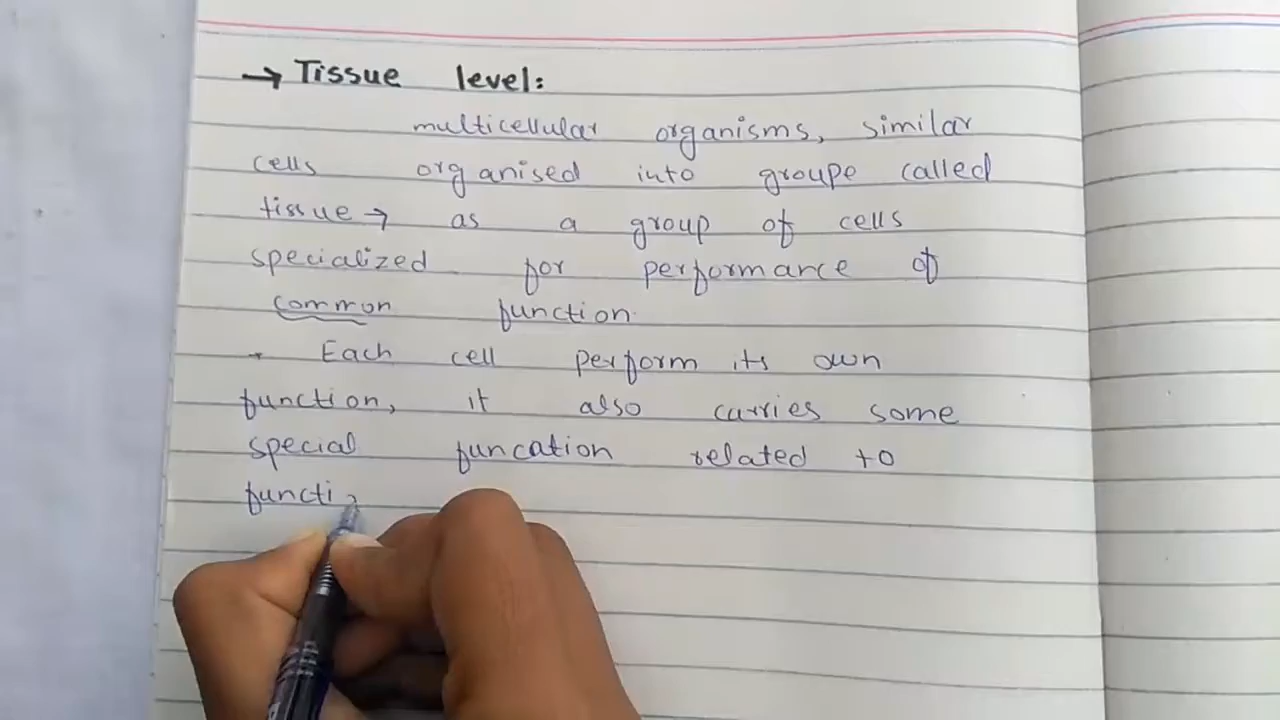 → Tissue level:
multicellular organisms, similar
cells organised into groupe called
tissue → as a group of cells
specialized for performance of
common function.
Each cell perform its own
function, it also carries some
special funcation related to
functi